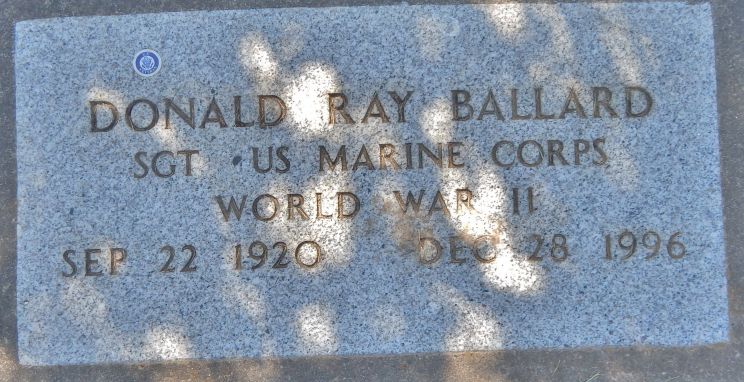 DONALD RAY BALLARD
SGT US MARINE CORPS
WORLD WAR II
SEP 22 1920 DEC 28 1996